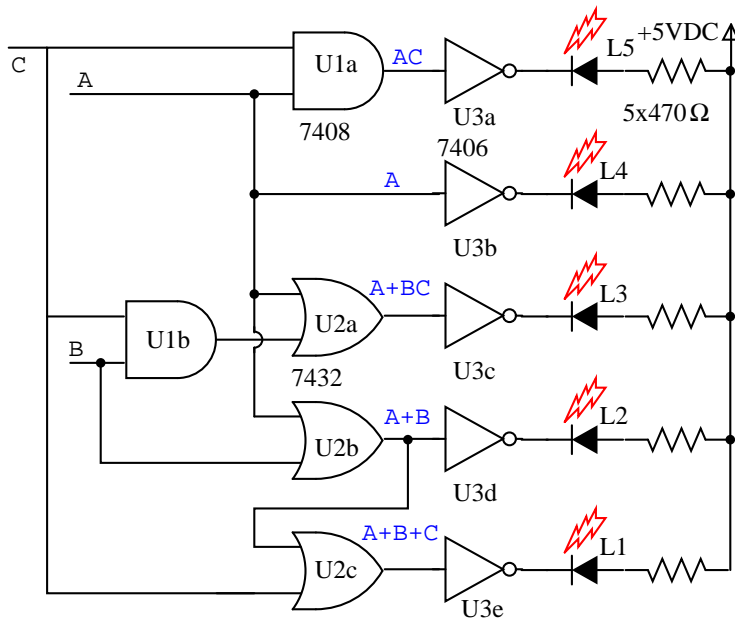 C
A
U1a
7408
AC
U3a
7406
L5
+5VDC
5x470Ω
A
U3b
L4
B
U1b
U2a
7432
A+BC
U3c
L3
U2b
A+B
U3d
L2
U2c
A+B+C
U3e
L1